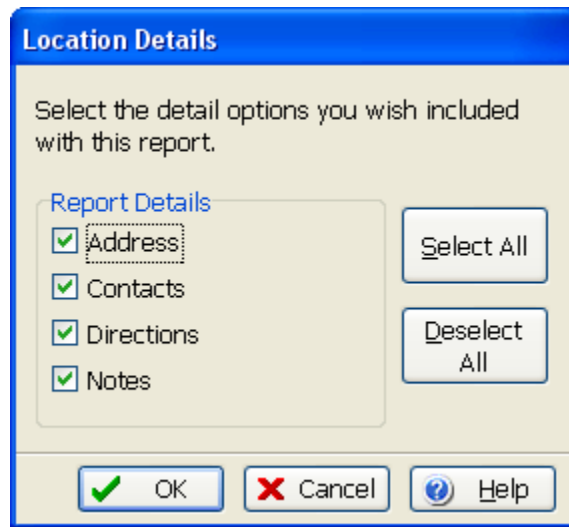 Location Details
Select the detail options you wish included
with this report.
Report Details
Address
Contacts
Directions
Notes
Select All
Deselect
All
OK
Cancel
Help